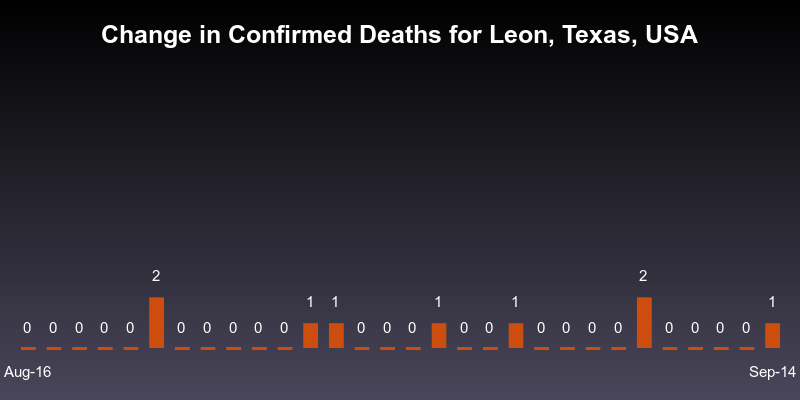 Change in Confirmed Deaths for Leon, Texas, USA
2
2
1 1 1 1 1
0 0 0 0 0 0 0 0 0 0 0 0 0 0 0 0 0 0 0 0 0 0 0
Aug-16 Sep-14